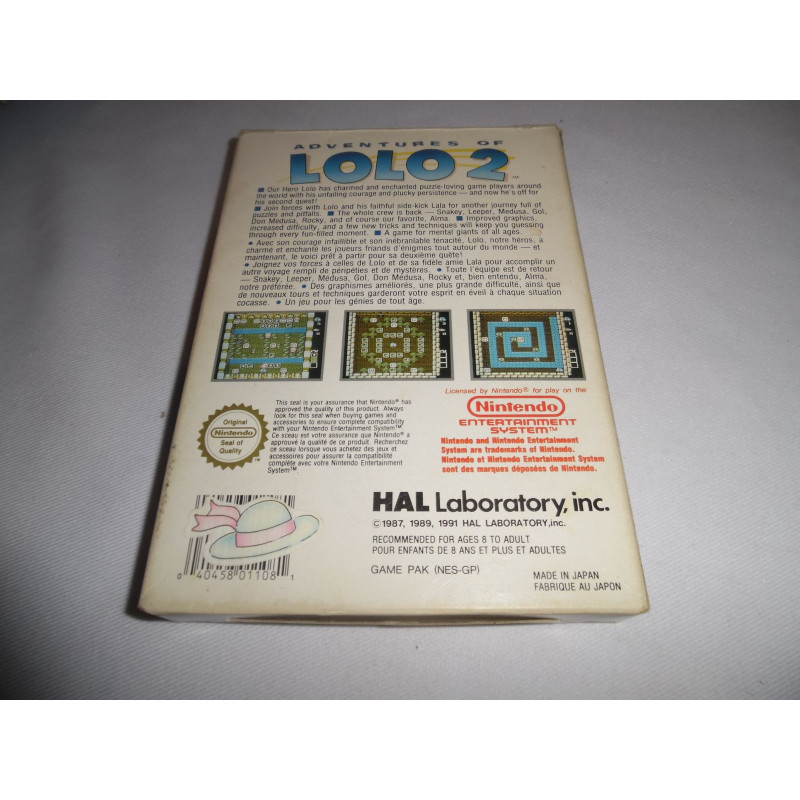 ADVENTURES OF
LOLO 2 ™
■ Our Hero Lolo has charmed and enchanted puzzle-loving game players around
the world with his unfailing courage and plucky persistence — and now he's off for
his second quest!
■ Join forces with Lolo and his faithful side-kick Lala for another journey full of
puzzles and pitfalls. ■ The whole crew is back — Snakey, Leeper, Medusa, Gol,
Don Medusa, Rocky, and of course our favorite, Alma. ■ Improved graphics,
increased difficulty, and a few new tricks and techniques will keep you guessing
through every fun-filled moment. ■ A game for mental giants of all ages.
● Avec son courage infaillible et son inébranlable ténacité, Lolo, notre héros, a
charmé et enchanté les joueurs friands d'énigmes tout autour du monde — et
maintenant, le voici prêt à partir pour sa deuxième quête!
● Joignez vos forces à celles de Lolo et de sa fidèle amie Lala pour accomplir un
autre voyage rempli de péripéties et de mystères. ● Toute l'équipe est de retour
— Snakey, Leeper, Médusa, Gol, Don Médusa, Rocky et, bien entendu, Alma,
notre préférée. ● Des graphismes améliorés, une plus grande difficulté, ainsi que
de nouveaux tours et techniques garderont votre esprit en éveil à chaque situation
cocasse. ● Un jeu pour les génies de tout âge.
Original
Nintendo
Seal of
Quality
This seal is your assurance that Nintendo® has
approved the quality of this product. Always
look for this seal when buying games and
accessories to ensure complete compatibility
with your Nintendo Entertainment System™.
Ce sceau est votre assurance que Nintendo® a
approuvé la qualité de ce produit. Recherchez
ce sceau lorsque vous achetez des jeux et
accessoires pour assurer la compatibilité
complète avec votre Nintendo Entertainment
System™.
Licensed by Nintendo® for play on the
Nintendo
ENTERTAINMENT
SYSTEM™
Nintendo and Nintendo Entertainment
System are trademarks of Nintendo.
Nintendo et Nintendo Entertainment System
sont des marques déposées de Nintendo.
0 40458 01108 1
HAL Laboratory, inc.
©1987, 1989, 1991 HAL LABORATORY, inc.
RECOMMENDED FOR AGES 8 TO ADULT
POUR ENFANTS DE 8 ANS ET PLUS ET ADULTES
GAME PAK (NES-GP)
MADE IN JAPAN
FABRIQUE AU JAPON